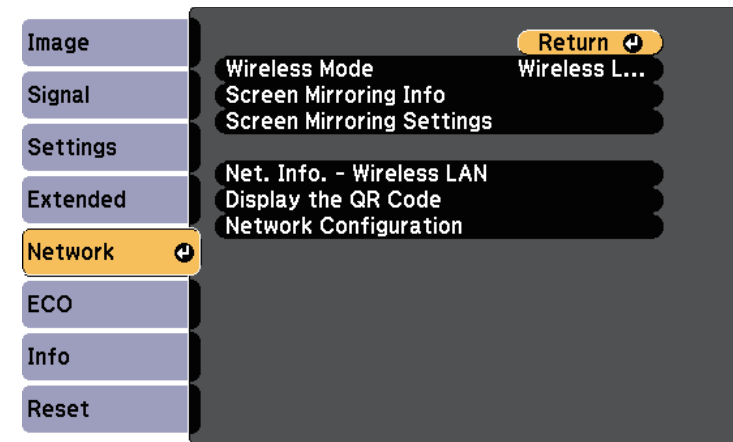 Image
Signal
Settings
Extended
Network
ECO
Info
Reset
Return
Wireless Mode Wireless L...
Screen Mirroring Info
Screen Mirroring Settings
Net. Info. - Wireless LAN
Display the QR Code
Network Configuration